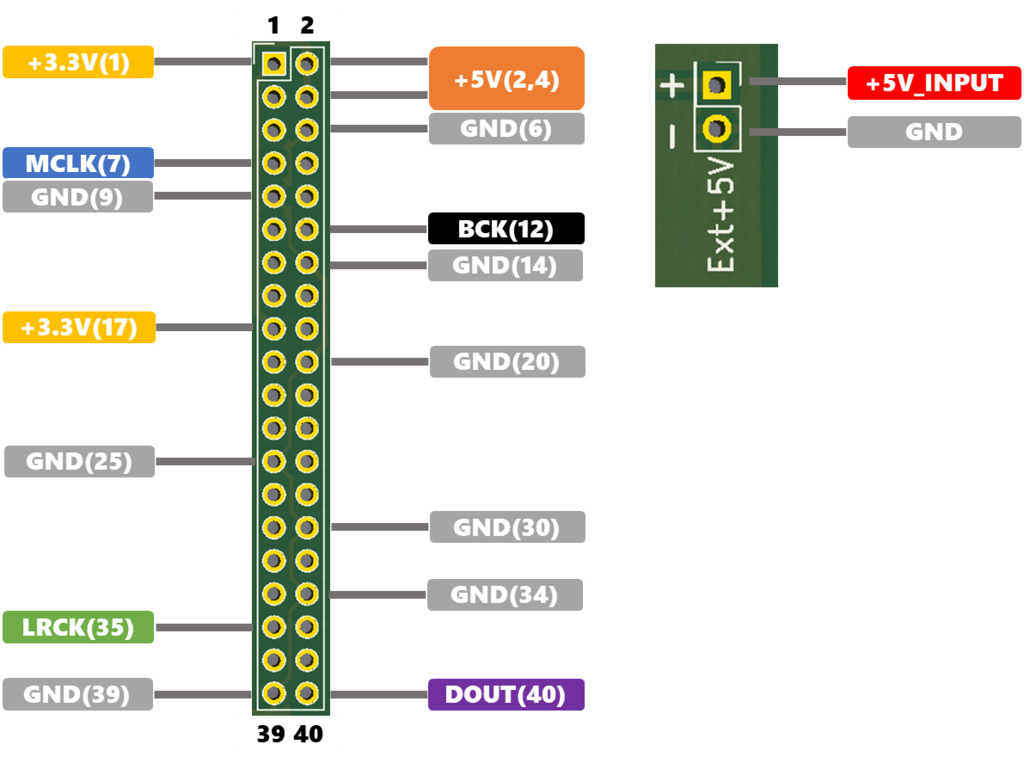 1 2
+3.3V(1)
+5V(2,4)
GND(6)
MCLK(7)
GND(9)
BCK(12)
GND(14)
+3.3V(17)
GND(20)
GND(25)
GND(30)
GND(34)
LRCK(35)
GND(39)
DOUT(40)
39 40
+
-
Ext+5V
+5V_INPUT
GND